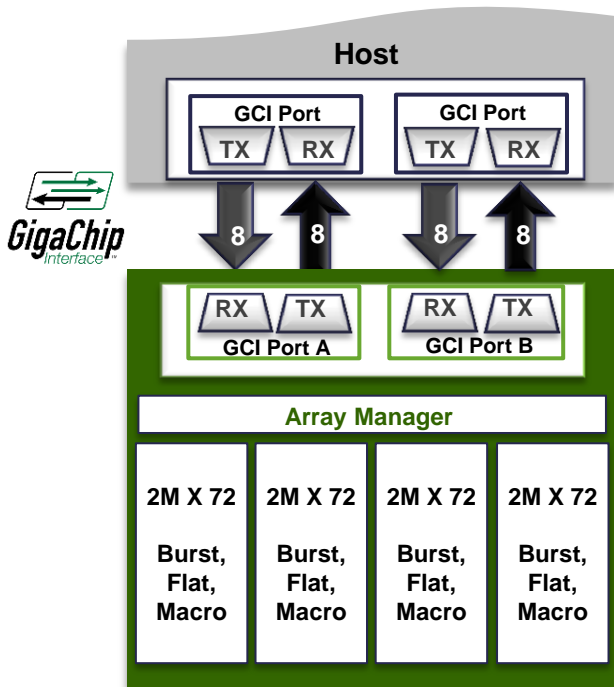 Host
GCI Port
GCI Port
TX
RX
TX
RX
GigaChip™
Interface
8
8
8
8
RX
TX
RX
TX
GCI Port A
GCI Port B
Array Manager
2M X 72
2M X 72
2M X 72
2M X 72
Burst,
Flat,
Macro
Burst,
Flat,
Macro
Burst,
Flat,
Macro
Burst,
Flat,
Macro